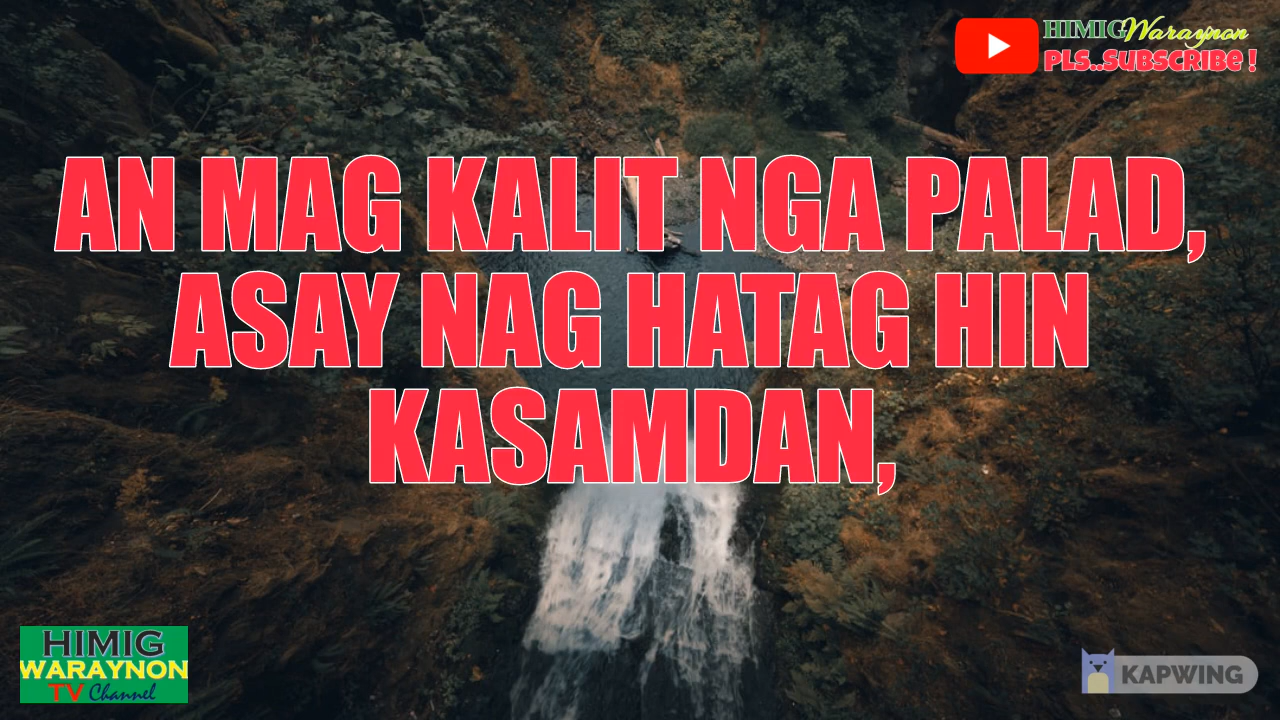 HIMIG Waraynon
PLS..SUBSCRIBE !
AN MAG KALIT NGA PALAD,
ASAY NAG HATAG HIN
KASAMDAN,
HIMIG
WARAYNON
TV Channel
KAPWING